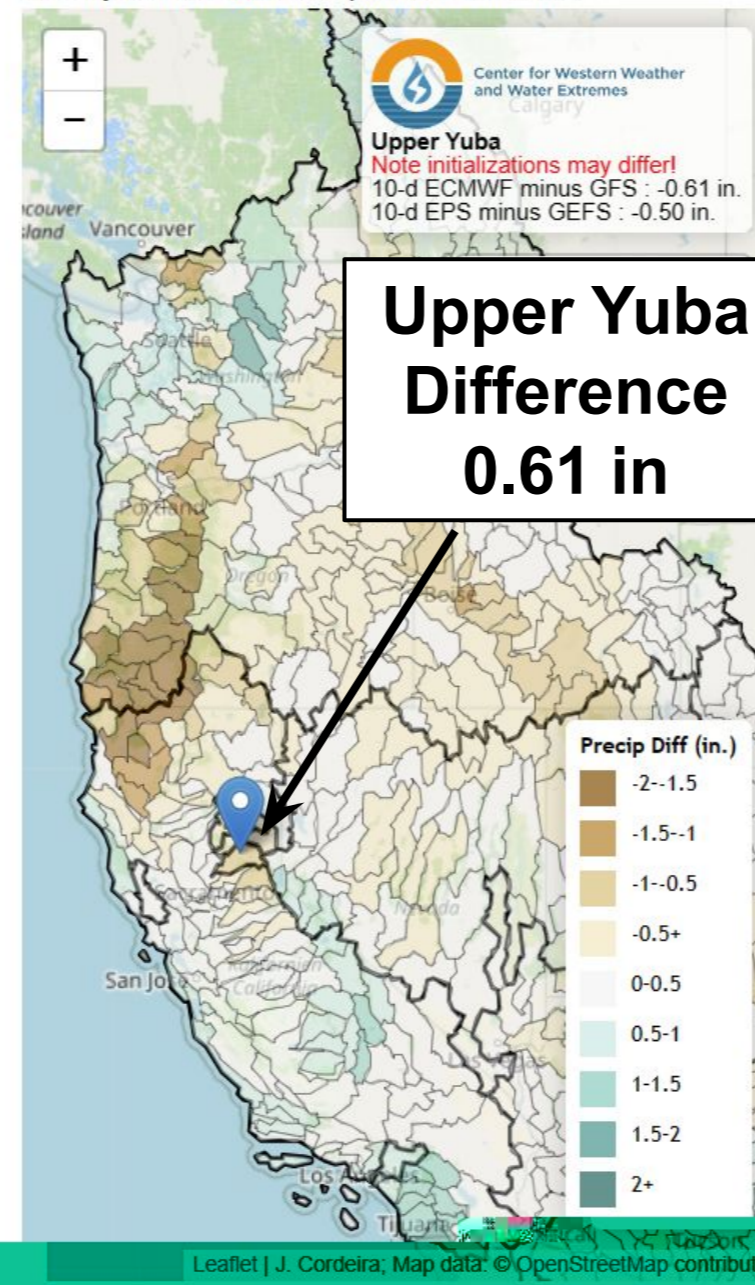 +
−
Center for Western Weather
and Water Extremes
Calgary
Upper Yuba
Note initializations may differ!
10-d ECMWF minus GFS : -0.61 in.
10-d EPS minus GEFS : -0.50 in.
Vancouver
Upper Yuba
Difference
0.61 in
Seattle
Washington
Portland
Oregon
Boise
Precip Diff (in.)
-2--1.5
-1.5--1
-1--0.5
-0.5+
0-0.5
0.5-1
1-1.5
1.5-2
2+
Sacramento
Nevada
San José
California
Las Vegas
Los Angeles
Tijuana
Leaflet | J. Cordeira; Map data: © OpenStreetMap